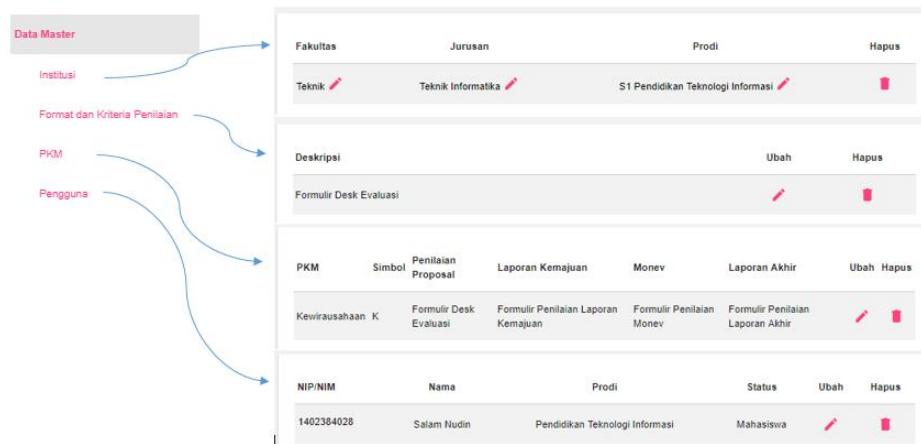 Data Master
Institusi
Format dan Kriteria Penilaian
PKM
Pengguna
Fakultas Jurusan Prodi Hapus
Teknik Teknik Informatika S1 Pendidikan Teknologi Informasi
Deskripsi Ubah Hapus
Formulir Desk Evaluasi
PKM Simbol Penilaian Proposal Laporan Kemajuan Monev Laporan Akhir Ubah Hapus
Kewirausahaan K Formulir Desk Evaluasi Formulir Penilaian Laporan Kemajuan Formulir Penilaian Monev Formulir Penilaian Laporan Akhir
NIP/NIM Nama Prodi Status Ubah Hapus
1402384028 Salam Nudin Pendidikan Teknologi Informasi Mahasiswa